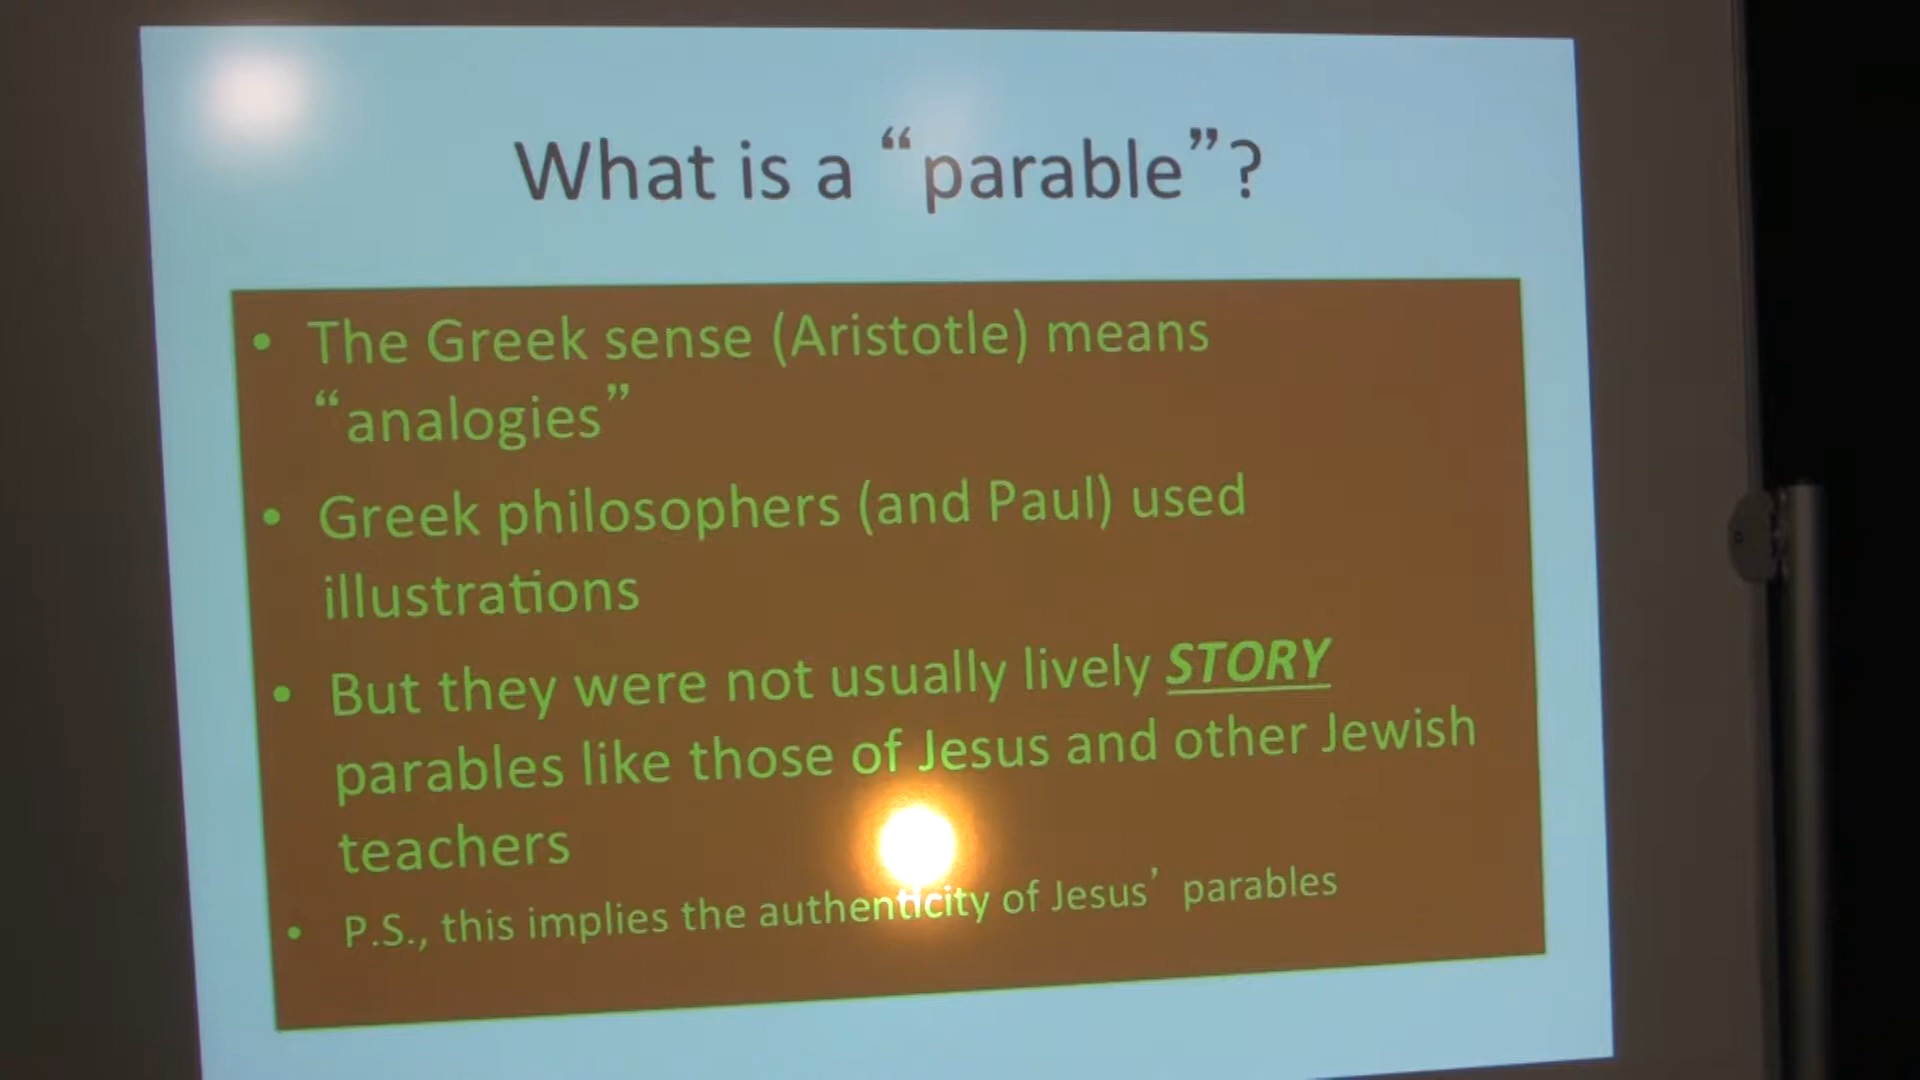 What is a “parable”?
• The Greek sense (Aristotle) means
“analogies”
• Greek philosophers (and Paul) used
illustrations
• But they were not usually lively STORY
parables like those of Jesus and other Jewish
teachers
• P.S., this implies the authenticity of Jesus’ parables